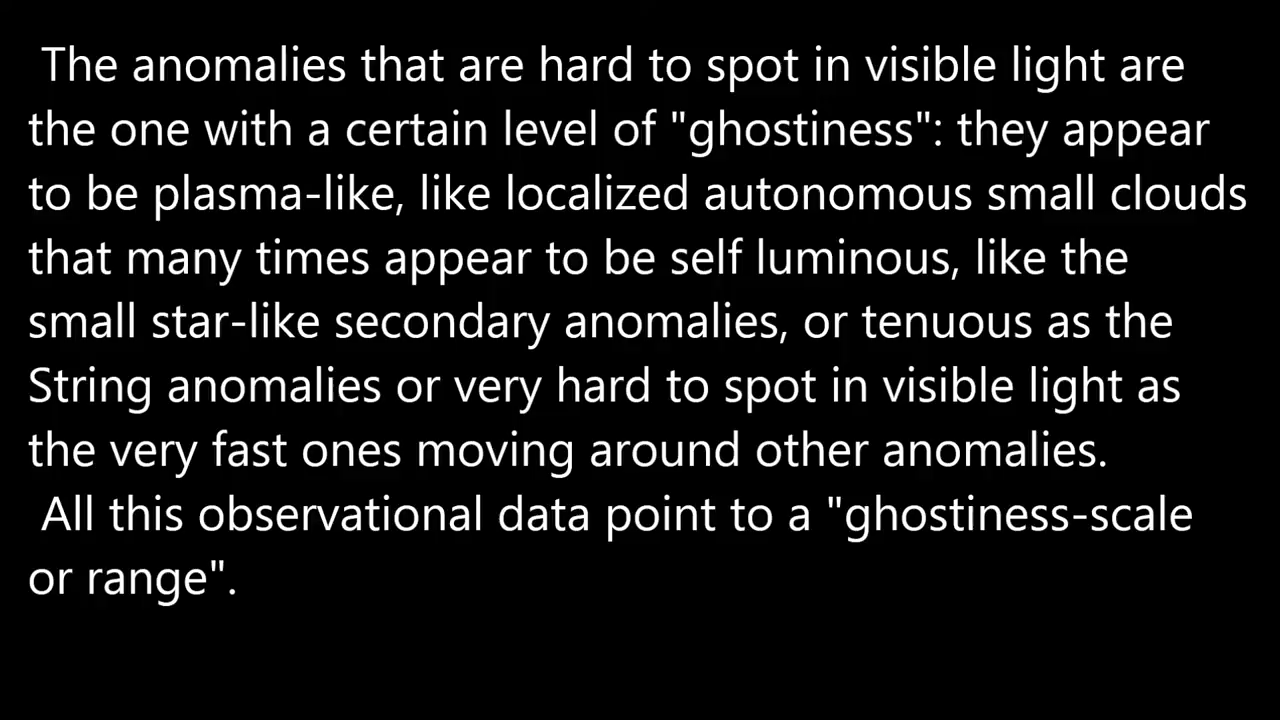 The anomalies that are hard to spot in visible light are
the one with a certain level of "ghostiness": they appear
to be plasma-like, like localized autonomous small clouds
that many times appear to be self luminous, like the
small star-like secondary anomalies, or tenuous as the
String anomalies or very hard to spot in visible light as
the very fast ones moving around other anomalies.
All this observational data point to a "ghostiness-scale
or range".